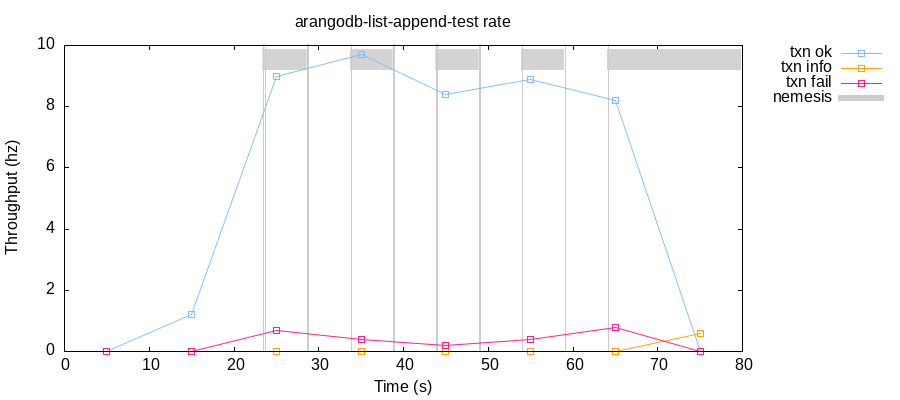 arangodb-list-append-test rate
Throughput (hz)
10
8
6
4
2
0
0 10 20 30 40 50 60 70 80
Time (s)
txn ok
txn info
txn fail
nemesis